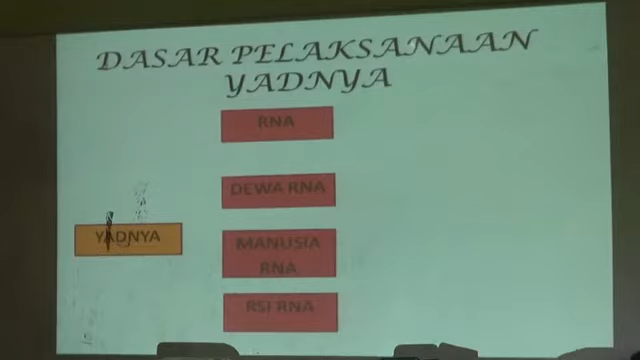 DASAR PELAKSANAAN
YADNYA
RNA
DEWA RNA
YADNYA
MANUSIA
RNA
RSI RNA